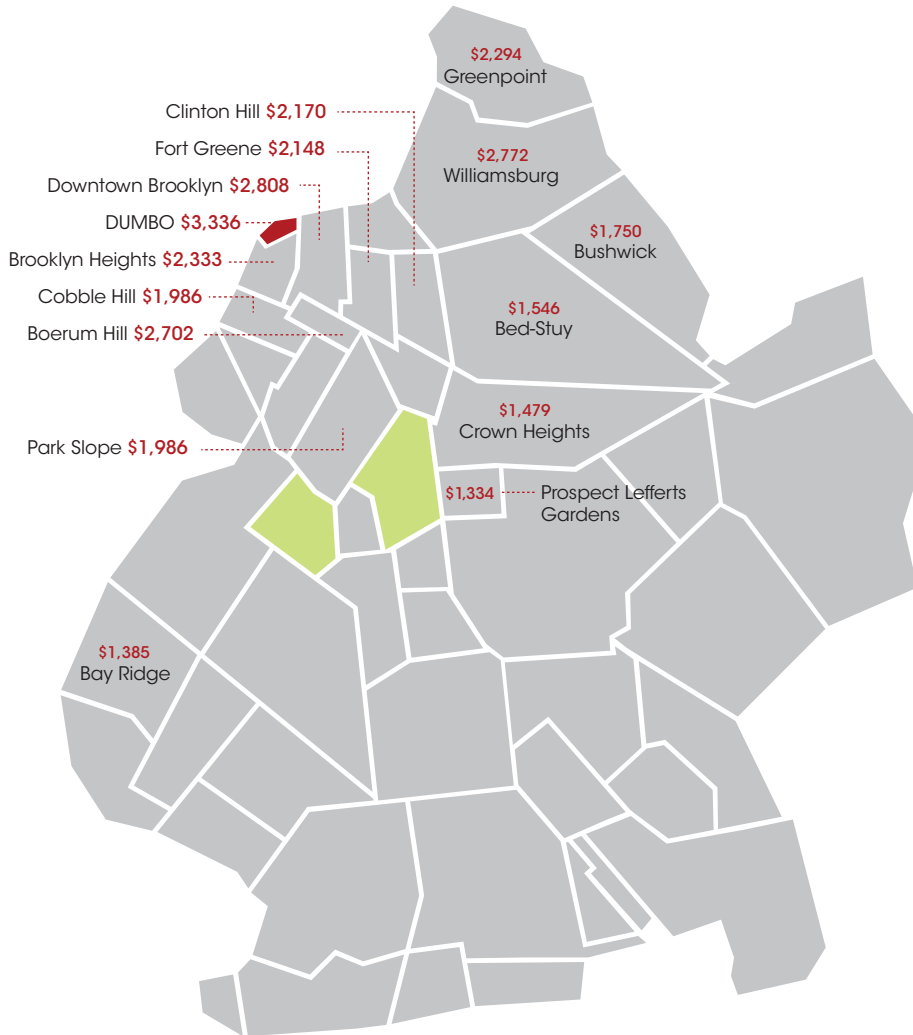 $2,294
Greenpoint
Clinton Hill $2,170
Fort Greene $2,148
$2,772
Williamsburg
Downtown Brooklyn $2,808
DUMBO $3,336
$1,750
Bushwick
Brooklyn Heights $2,333
Cobble Hill $1,986
$1,546
Bed-Stuy
Boerum Hill $2,702
$1,479
Crown Heights
Park Slope $1,986
$1,334 Prospect Lefferts
Gardens
$1,385
Bay Ridge